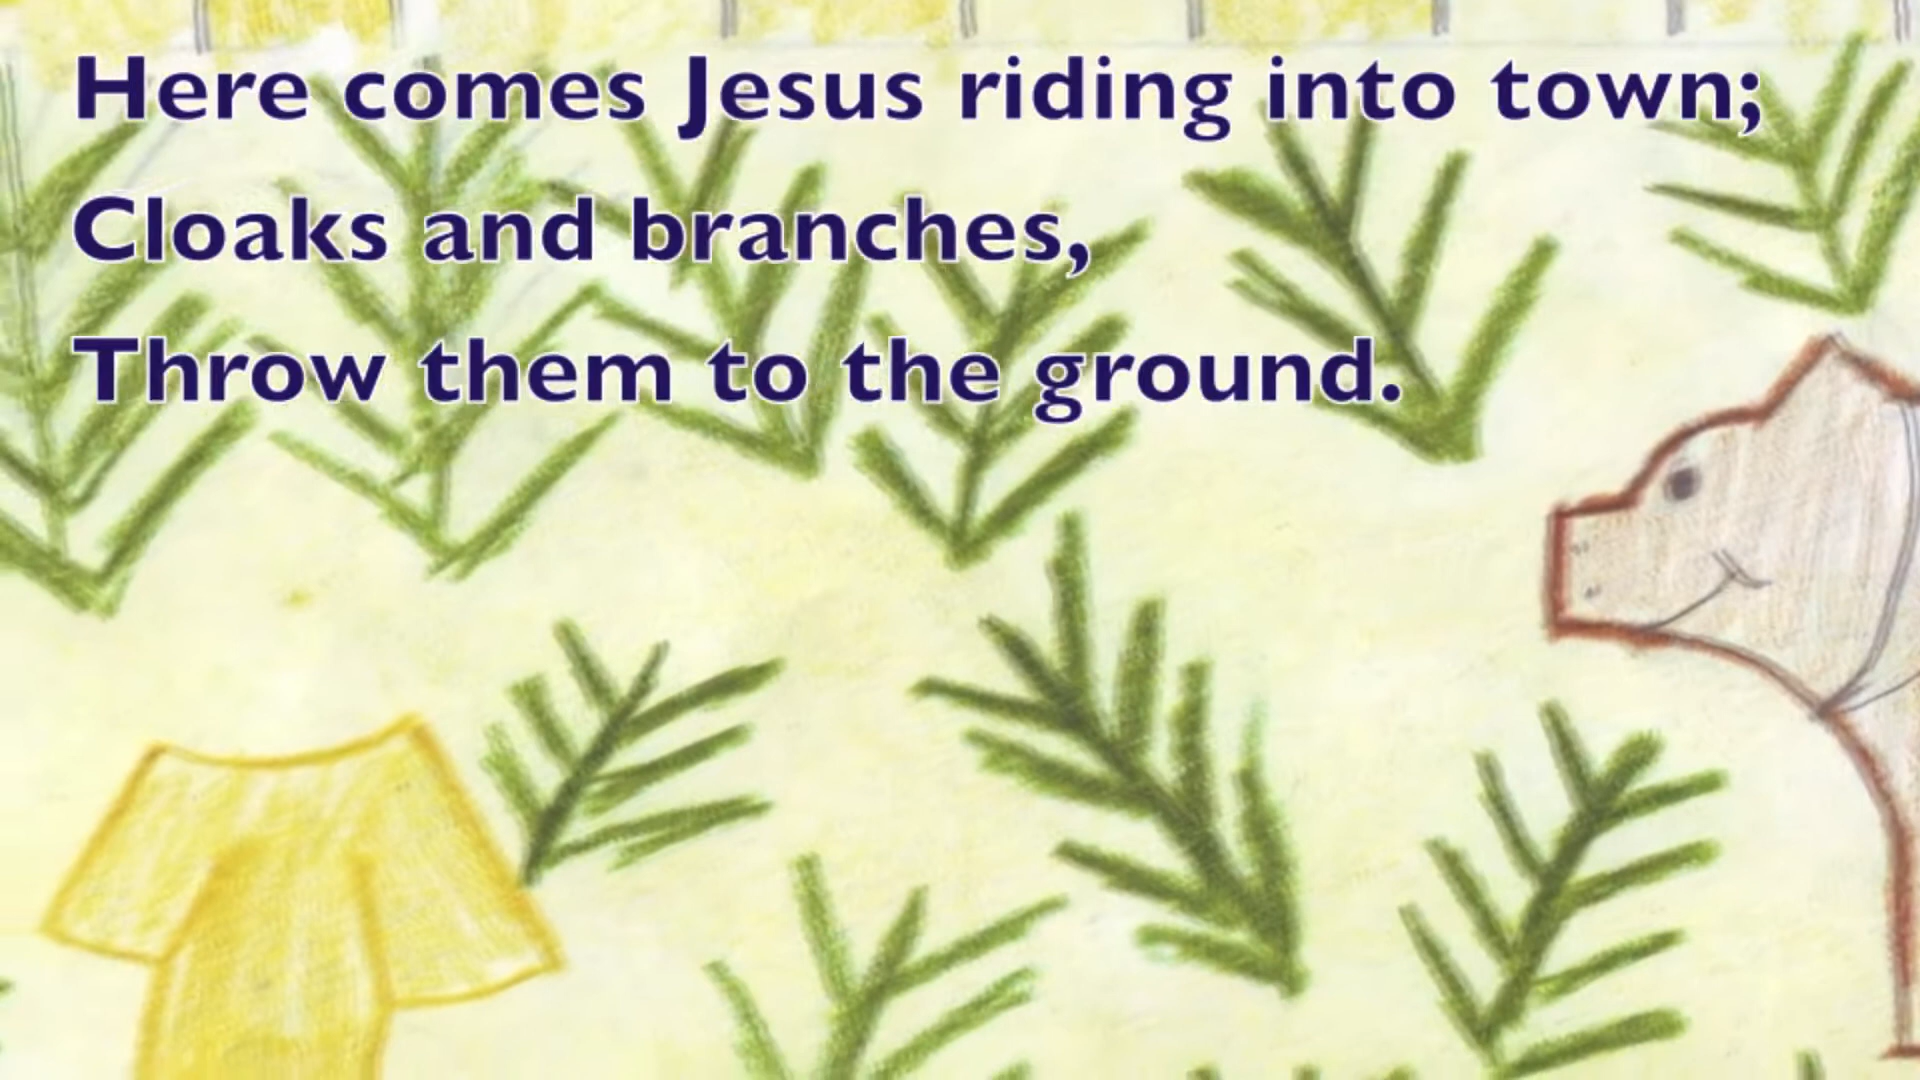 Here comes Jesus riding into town;
Cloaks and branches,
Throw them to the ground.